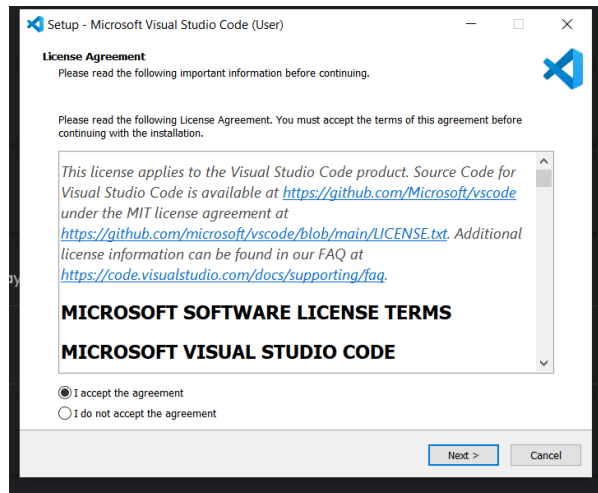 Setup - Microsoft Visual Studio Code (User)
License Agreement
Please read the following important information before continuing.
Please read the following License Agreement. You must accept the terms of this agreement before
continuing with the installation.
This license applies to the Visual Studio Code product. Source Code for
Visual Studio Code is available at https://github.com/Microsoft/vscode
under the MIT license agreement at
https://github.com/microsoft/vscode/blob/main/LICENSE.txt. Additional
license information can be found in our FAQ at
https://code.visualstudio.com/docs/supporting/faq.
MICROSOFT SOFTWARE LICENSE TERMS
MICROSOFT VISUAL STUDIO CODE
I accept the agreement
I do not accept the agreement
Next >
Cancel